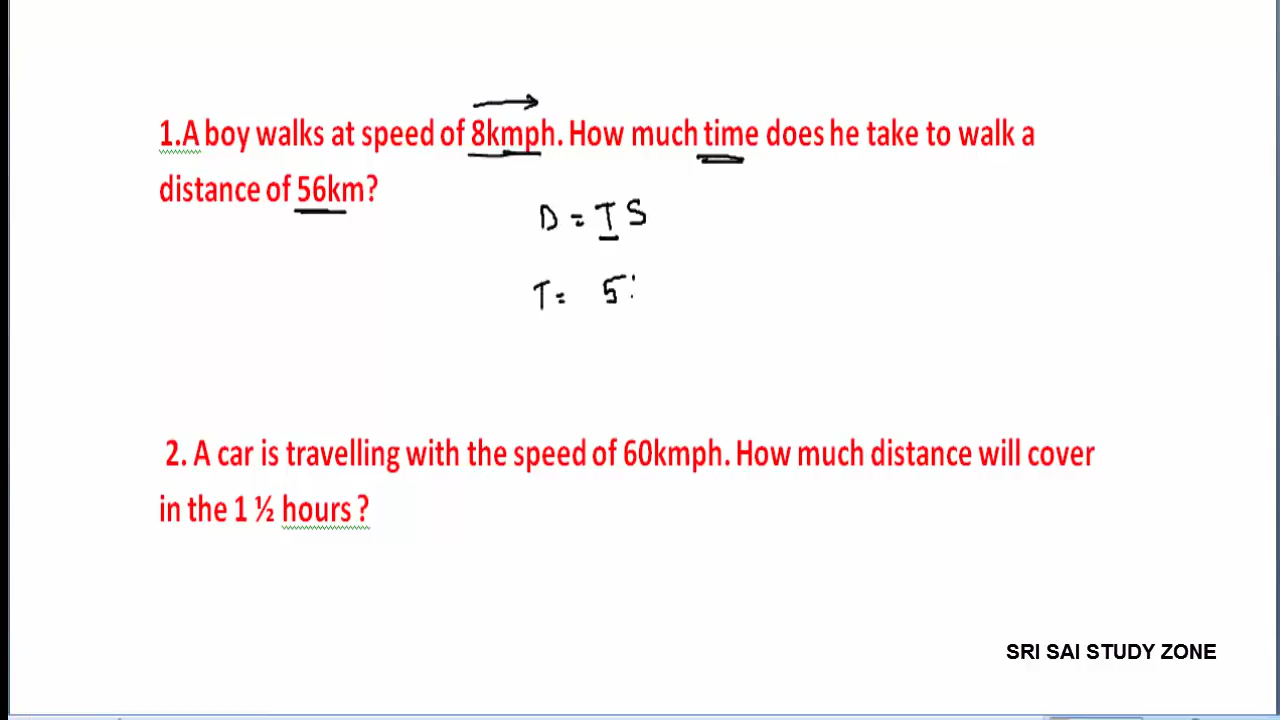 1.A boy walks at speed of 8kmph. How much time does he take to walk a
distance of 56km?
D = T S
T = 5
2. A car is travelling with the speed of 60kmph. How much distance will cover
in the 1 ½ hours ?
SRI SAI STUDY ZONE